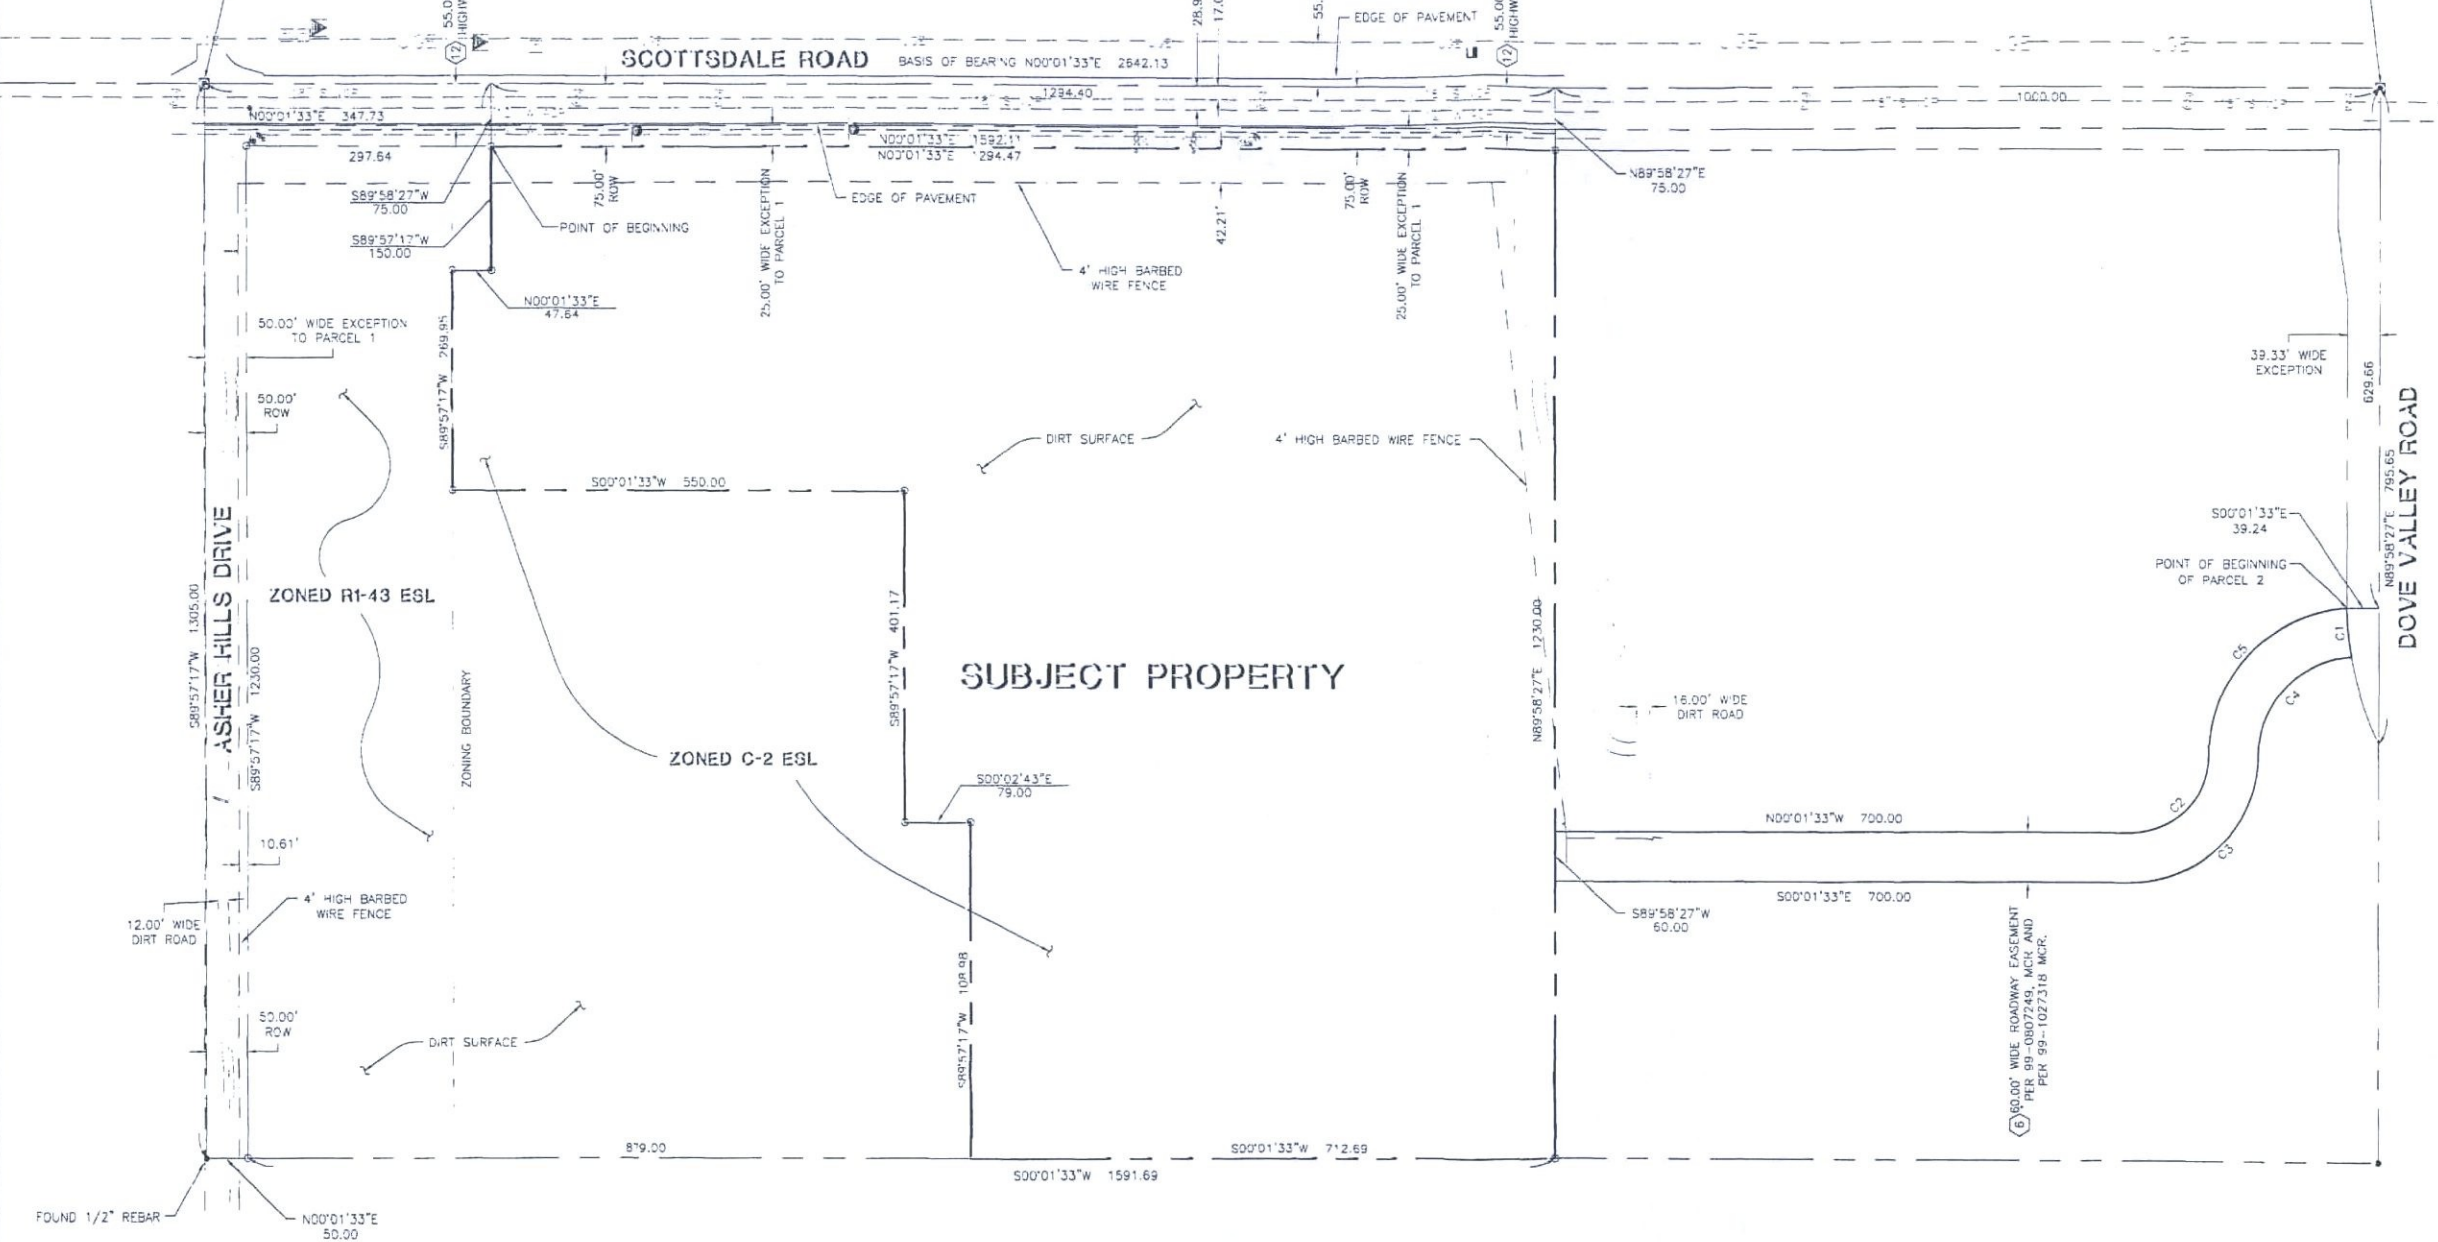 EDGE OF PAVEMENT
12
12
SCOTTSDALE ROAD
BASIS OF BEARING N00°01'33"E 2642.13
1294.40
1000.00
N00°01'33"E 347.73
297.64
N00°01'33"E 1592.11
N00°01'33"E 1294.47
S89°58'27"W
75.00
S89°57'17"W
150.00
POINT OF BEGINNING
75.00'
ROW
25.00' WIDE EXCEPTION
TO PARCEL 1
EDGE OF PAVEMENT
42.21'
75.00'
ROW
25.00' WIDE EXCEPTION
TO PARCEL 1
N89°58'27"E
75.00
4' HIGH BARBED
WIRE FENCE
N00°01'33"E
47.64
50.00' WIDE EXCEPTION
TO PARCEL 1
S89°57'17"W 269.95
39.33' WIDE
EXCEPTION
629.66
50.00'
ROW
DIRT SURFACE
4' HIGH BARBED WIRE FENCE
S00°01'33"W 550.00
N89°58'27"E 795.65
DOVE VALLEY ROAD
S00°01'33"E
39.24
POINT OF BEGINNING
OF PARCEL 2
S89°57'17"W 1305.00
ASHER HILLS DRIVE
S89°57'17"W 1230.00
ZONED R1-43 ESL
ZONING BOUNDARY
S89°57'17"W 401.17
SUBJECT PROPERTY
N89°58'27"E 1230.00
C1
C5
C4
16.00' WIDE
DIRT ROAD
ZONED C-2 ESL
S00°02'43"E
79.00
C2
C3
N00°01'33"W 700.00
10.61'
S00°01'33"E 700.00
4' HIGH BARBED
WIRE FENCE
12.00' WIDE
DIRT ROAD
S89°58'27"W
60.00
S89°57'17"W 108.98
6 60.00' WIDE ROADWAY EASEMENT
PER 99-0807249, MCR AND
PER 99-1027318 MCR.
50.00'
ROW
DIRT SURFACE
879.00
S00°01'33"W 712.69
S00°01'33"W 1591.69
FOUND 1/2" REBAR
N00°01'33"E
50.00